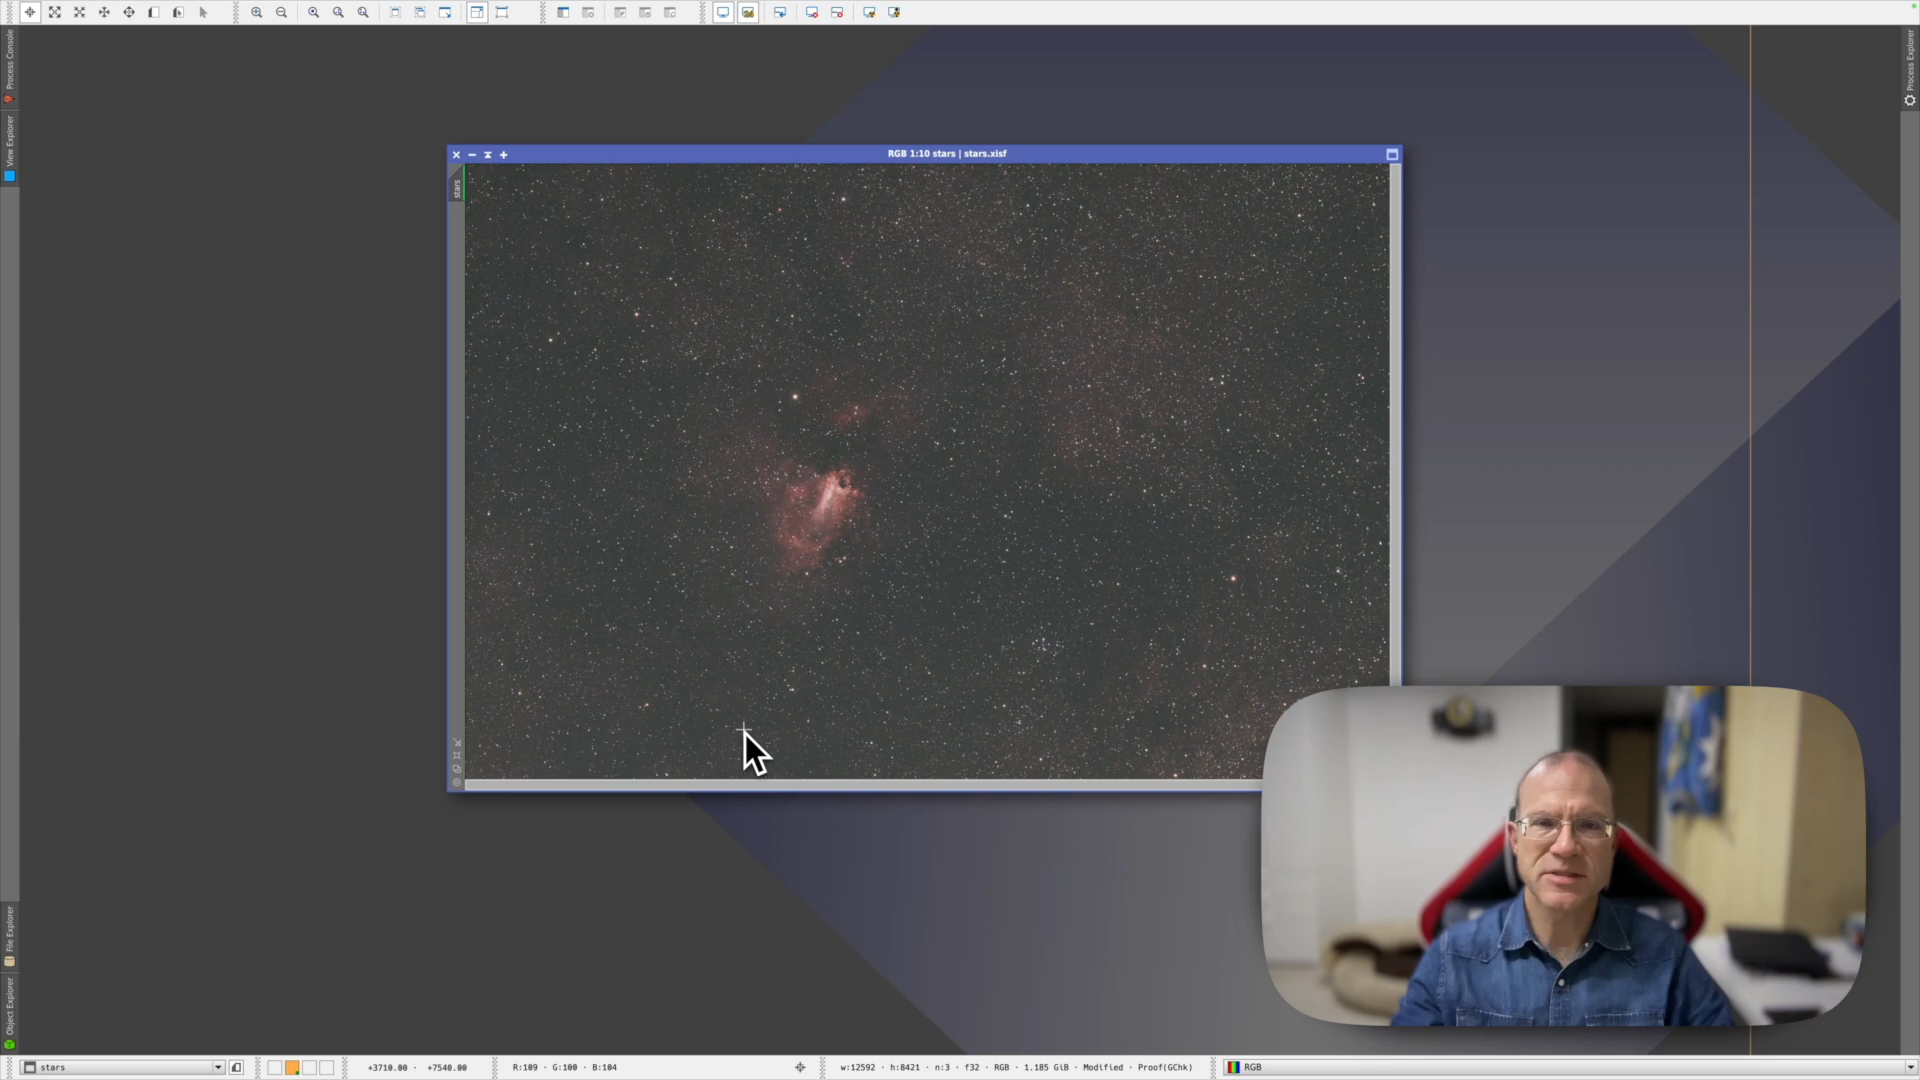 Process Console
View Explorer
Process Explorer
RGB 1:10 stars | stars.xisf
stars
File Explorer
Object Explorer
stars
+3710.00 · +7540.00
R:109 · G:100 · B:104
w:12592 · h:8421 · n:3 · f32 · RGB · 1.185 GiB · Modified · Proof(GChk)
RGB